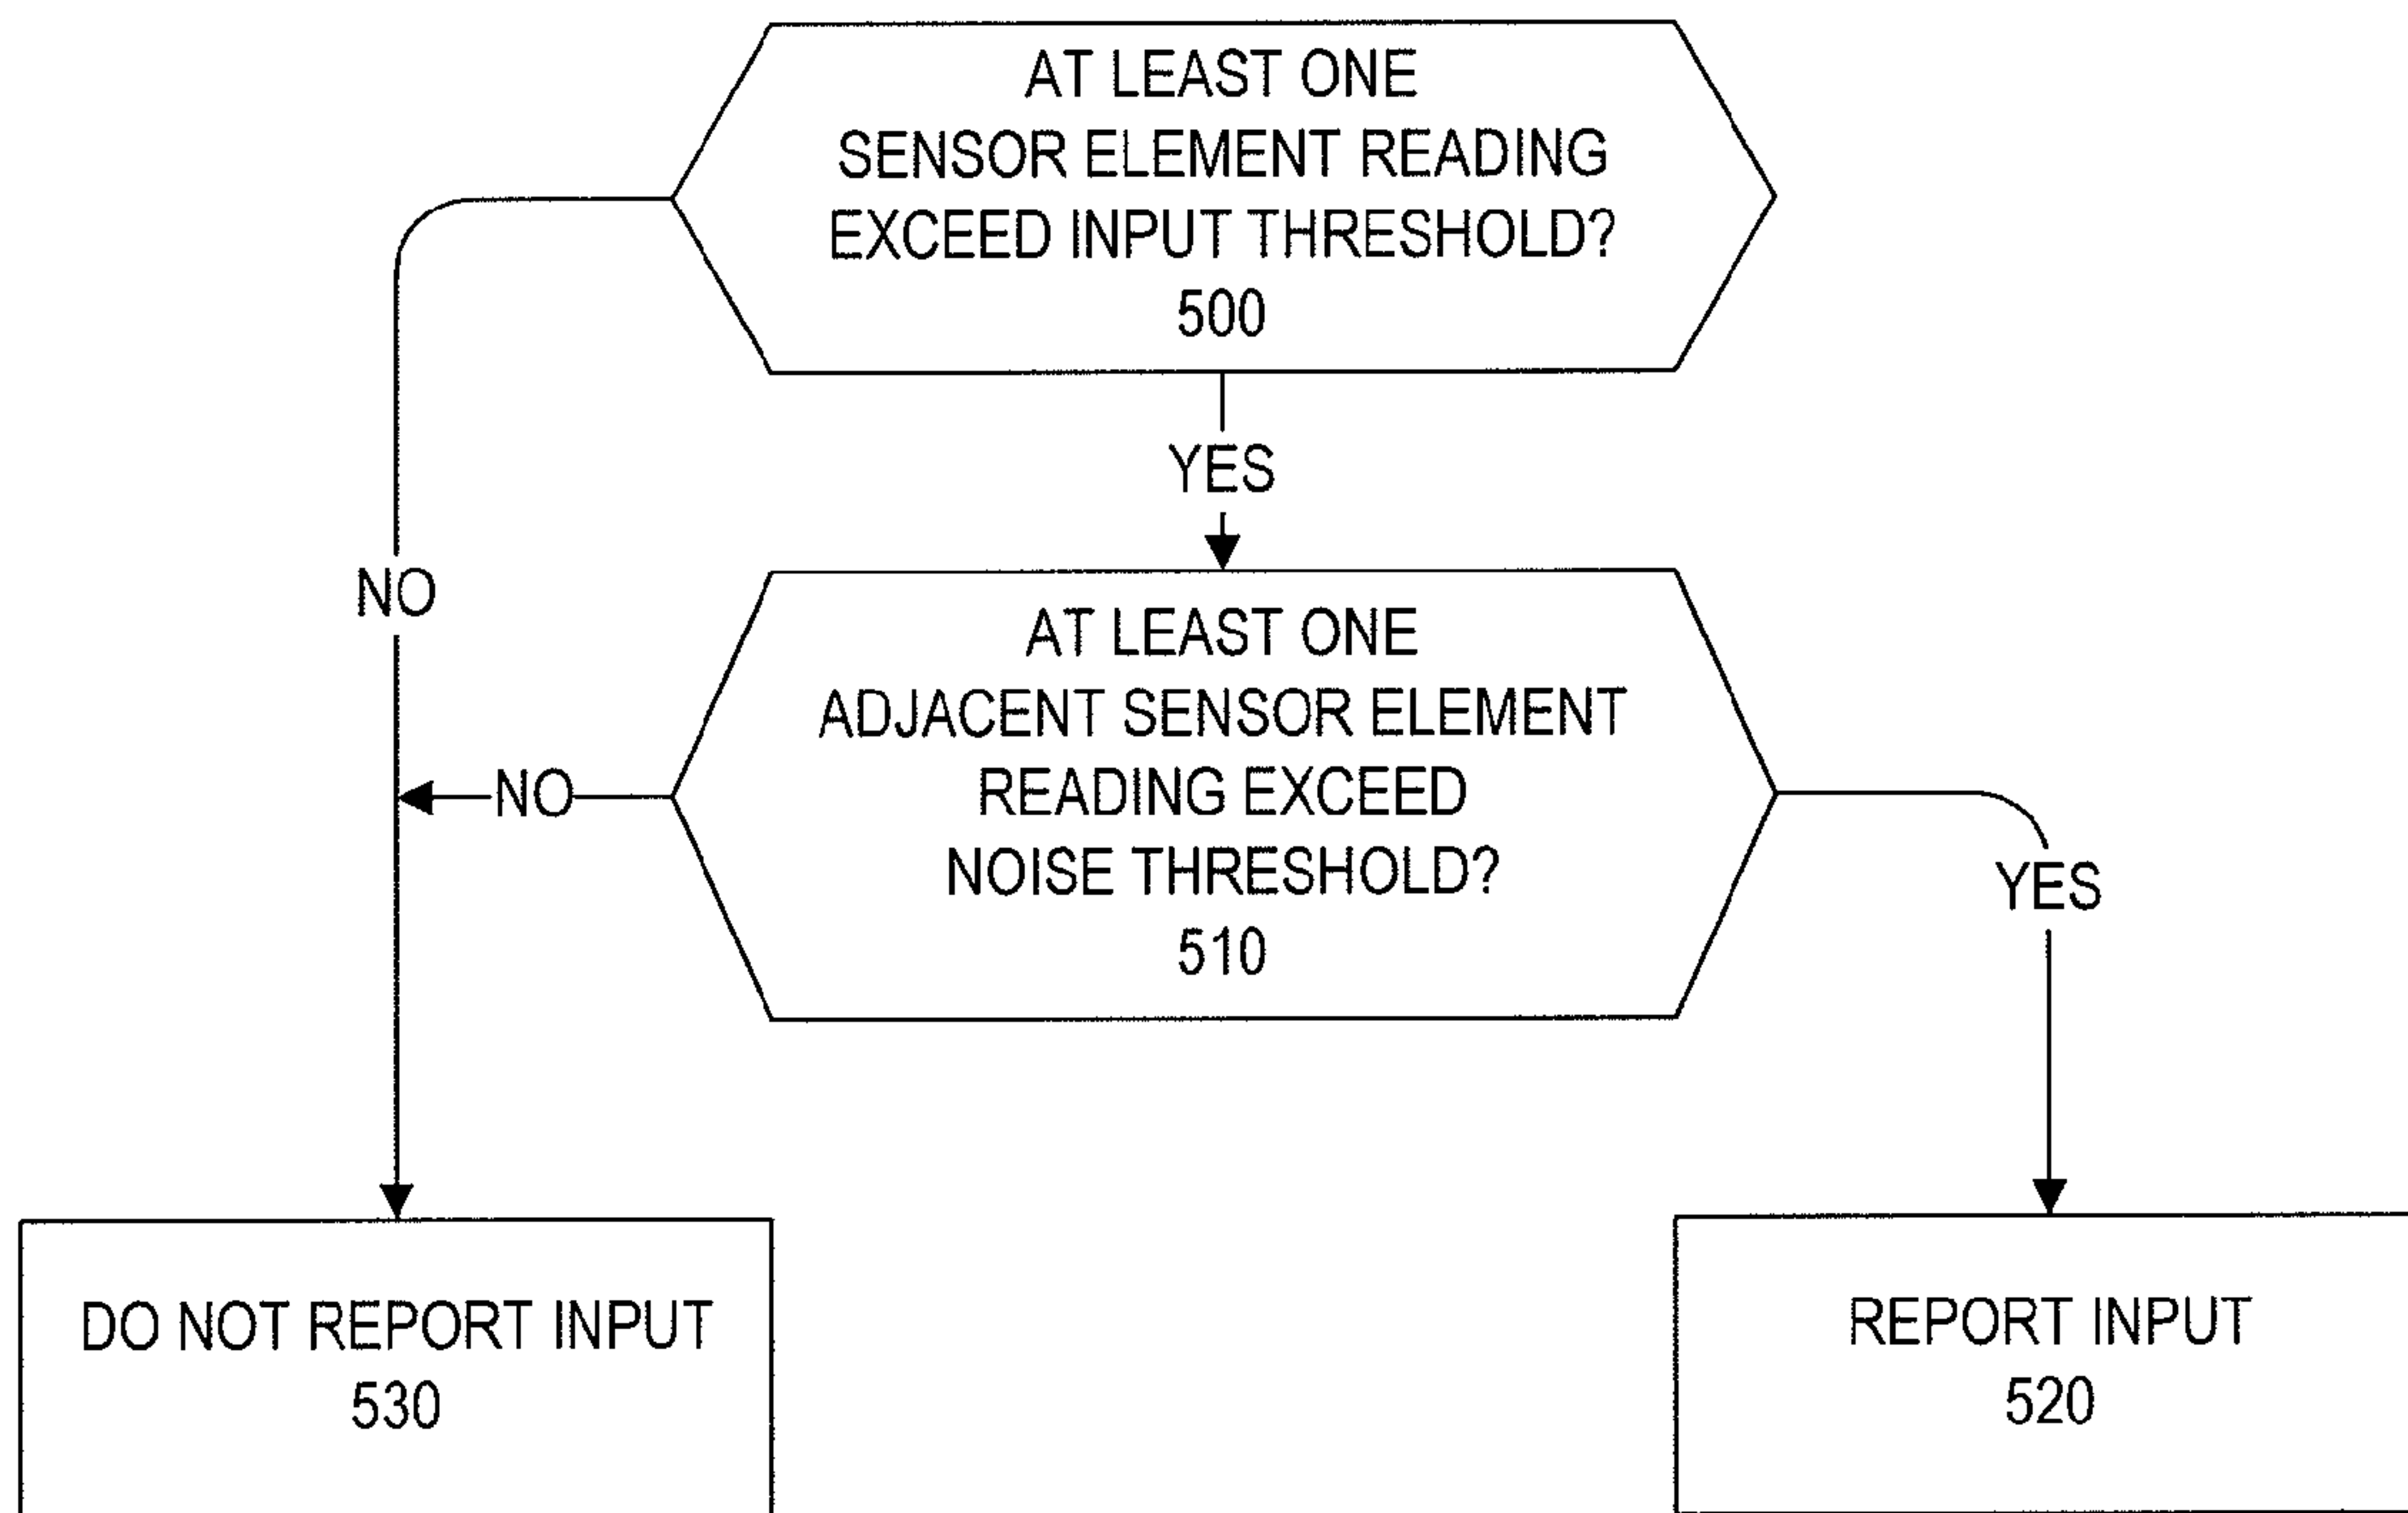 AT LEAST ONE
SENSOR ELEMENT READING
EXCEED INPUT THRESHOLD?
500
YES
NO
AT LEAST ONE
ADJACENT SENSOR ELEMENT
READING EXCEED
NOISE THRESHOLD?
510
NO
YES
DO NOT REPORT INPUT
530
REPORT INPUT
520